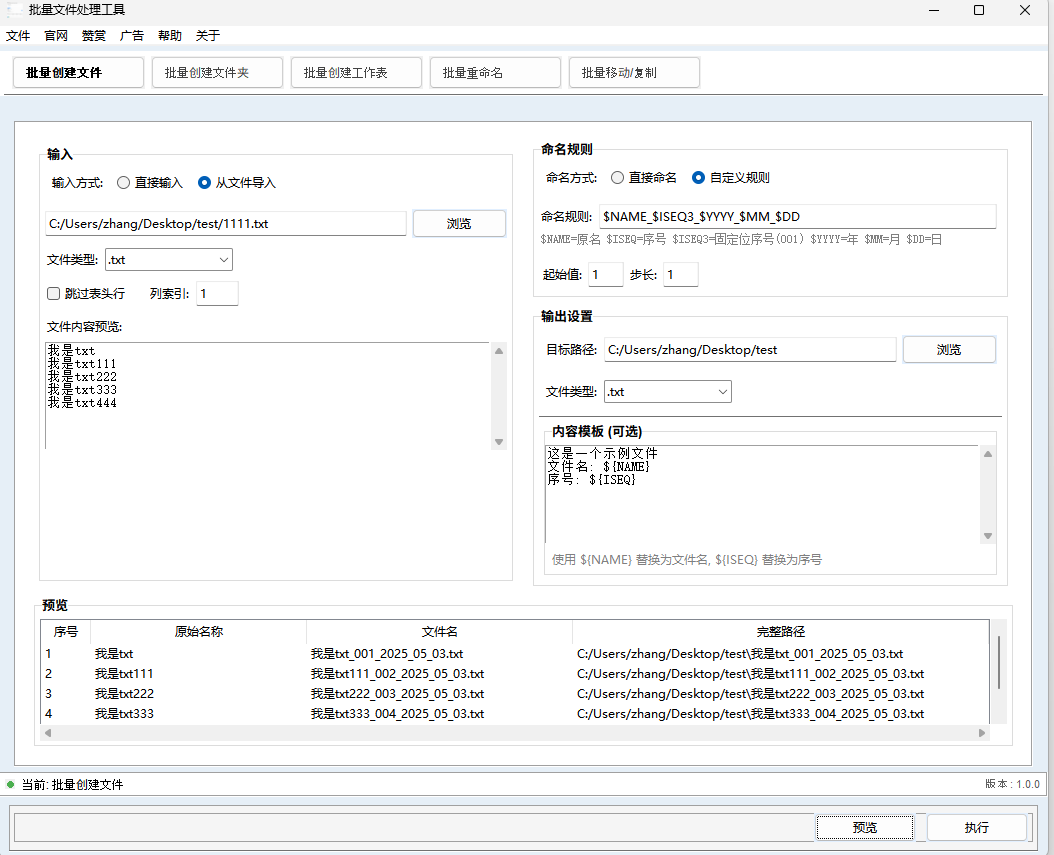 批量文件处理工具
文件 官网 赞赏 广告 帮助 关于
批量创建文件 批量创建文件夹 批量创建工作表 批量重命名 批量移动/复制
输入
输入方式: 直接输入 从文件导入
C:/Users/zhang/Desktop/test/1111.txt 浏览
文件类型: .txt
跳过表头行 列索引: 1
文件内容预览:
我是txt
我是txt111
我是txt222
我是txt333
我是txt444
命名规则
命名方式: 直接命名 自定义规则
命名规则: $NAME_$ISEQ3_$YYYY_$MM_$DD
$NAME=原名 $ISEQ=序号 $ISEQ3=固定位序号(001) $YYYY=年 $MM=月 $DD=日
起始值: 1 步长: 1
输出设置
目标路径: C:/Users/zhang/Desktop/test 浏览
文件类型: .txt
内容模板 (可选)
这是一个示例文件
文件名: ${NAME}
序号: ${ISEQ}
使用 ${NAME} 替换为文件名, ${ISEQ} 替换为序号
预览
序号 原始名称 文件名 完整路径
1 我是txt 我是txt_001_2025_05_03.txt C:/Users/zhang/Desktop/test\我是txt_001_2025_05_03.txt
2 我是txt111 我是txt111_002_2025_05_03.txt C:/Users/zhang/Desktop/test\我是txt111_002_2025_05_03.txt
3 我是txt222 我是txt222_003_2025_05_03.txt C:/Users/zhang/Desktop/test\我是txt222_003_2025_05_03.txt
4 我是txt333 我是txt333_004_2025_05_03.txt C:/Users/zhang/Desktop/test\我是txt333_004_2025_05_03.txt
当前: 批量创建文件 版本 : 1.0.0
预览 执行